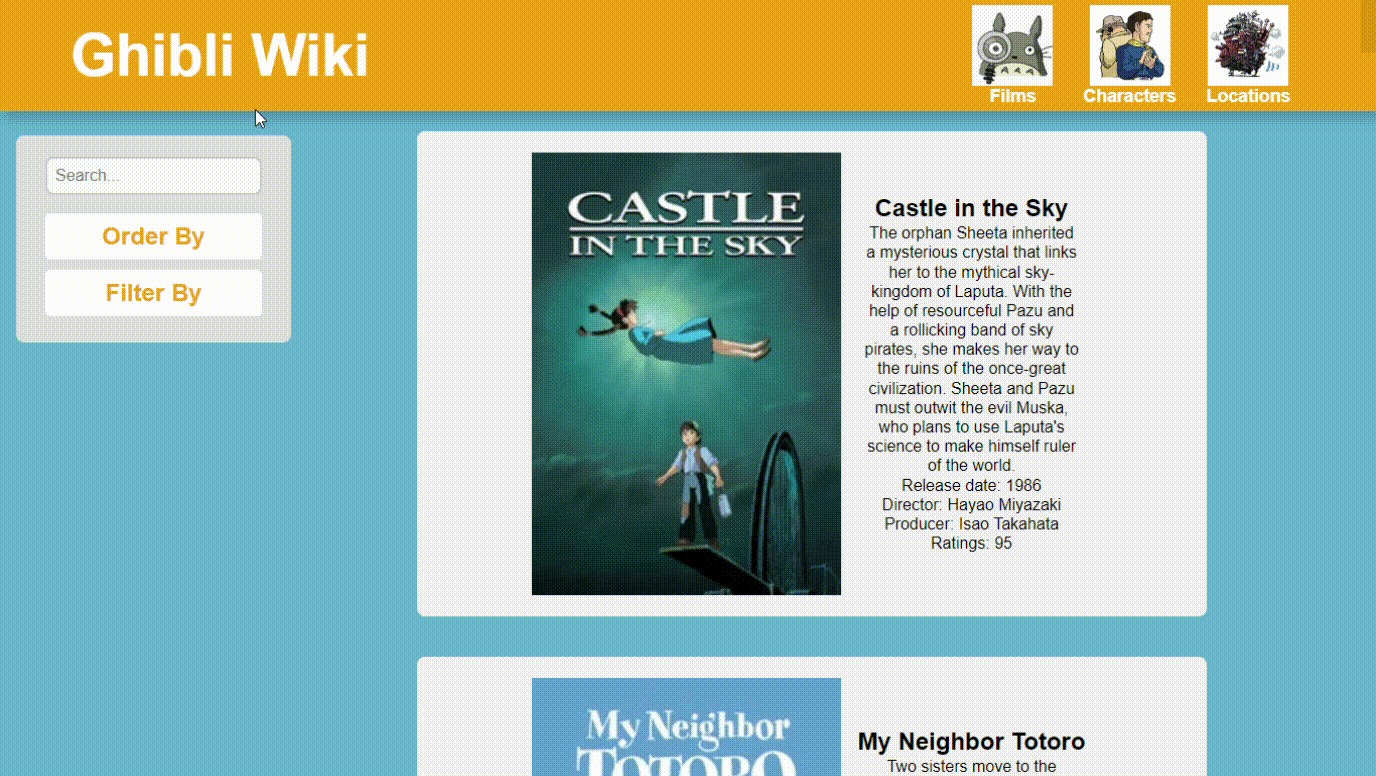 Ghibli Wiki
Films
Characters
Locations
Search...
Order By
Filter By
CASTLE
IN THE SKY
Castle in the Sky
The orphan Sheeta inherited
a mysterious crystal that links
her to the mythical sky-
kingdom of Laputa. With the
help of resourceful Pazu and
a rollicking band of sky
pirates, she makes her way to
the ruins of the once-great
civilization. Sheeta and Pazu
must outwit the evil Muska,
who plans to use Laputa's
science to make himself ruler
of the world.
Release date: 1986
Director: Hayao Miyazaki
Producer: Isao Takahata
Ratings: 95
My Neighbor
TOTORO
My Neighbor Totoro
Two sisters move to the